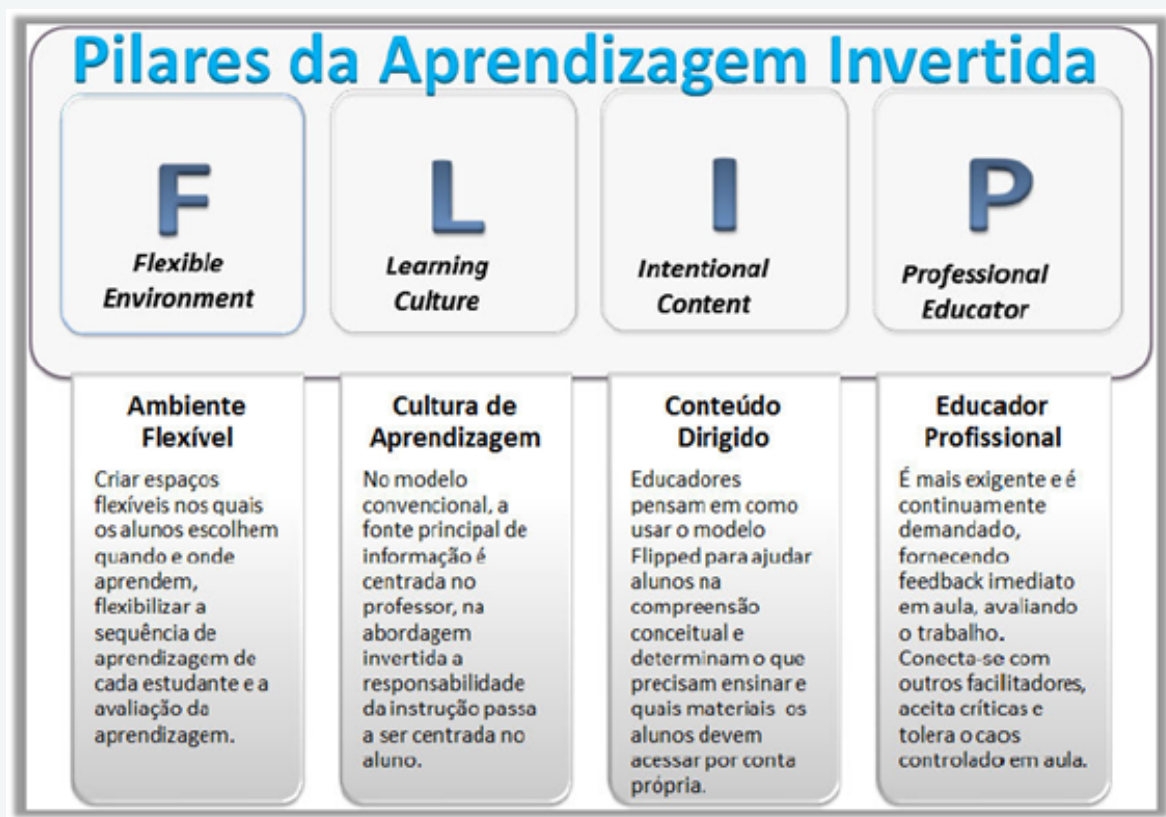 Pilares da Aprendizagem Invertida
F
Flexible
Environment
L
Learning
Culture
I
Intentional
Content
P
Professional
Educator
Ambiente
Flexível
Criar espaços
flexíveis nos quais
os alunos escolhem
quando e onde
aprendem,
flexibilizar a
sequência de
aprendizagem de
cada estudante e a
avaliação da
aprendizagem.
Cultura de
Aprendizagem
No modelo
convencional, a
fonte principal de
informação é
centrada no
professor, na
abordagem
invertida a
responsabilidade
da instrução passa
a ser centrada no
aluno.
Conteúdo
Dirigido
Educadores
pensam em como
usar o modelo
Flipped para ajudar
alunos na
compreensão
conceitual e
determinam o que
precisam ensinar e
quais materiais os
alunos devem
acessar por conta
própria.
Educador
Profissional
É mais exigente e é
continuamente
demandado,
fornecendo
feedback imediato
em aula, avaliando
o trabalho.
Conecta-se com
outros facilitadores,
aceita críticas e
tolera o caos
controlado em aula.